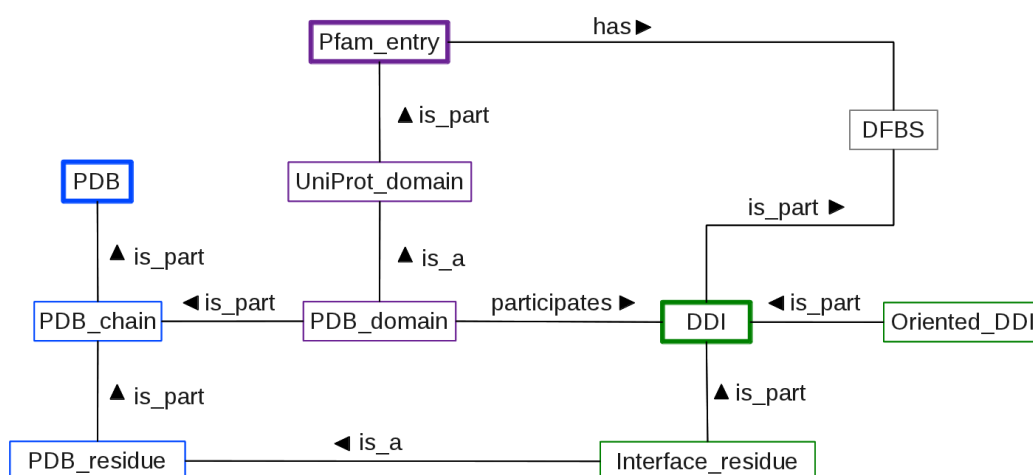 has ►
Pfam_entry
▲ is_part
DFBS
PDB
UniProt_domain
is_part ►
▲ is_part
▲ is_a
◄ is_part
participates ►
◄ is_part
PDB_chain
PDB_domain
DDI
Oriented_DDI
▲ is_part
▲ is_part
◄ is_a
PDB_residue
Interface_residue